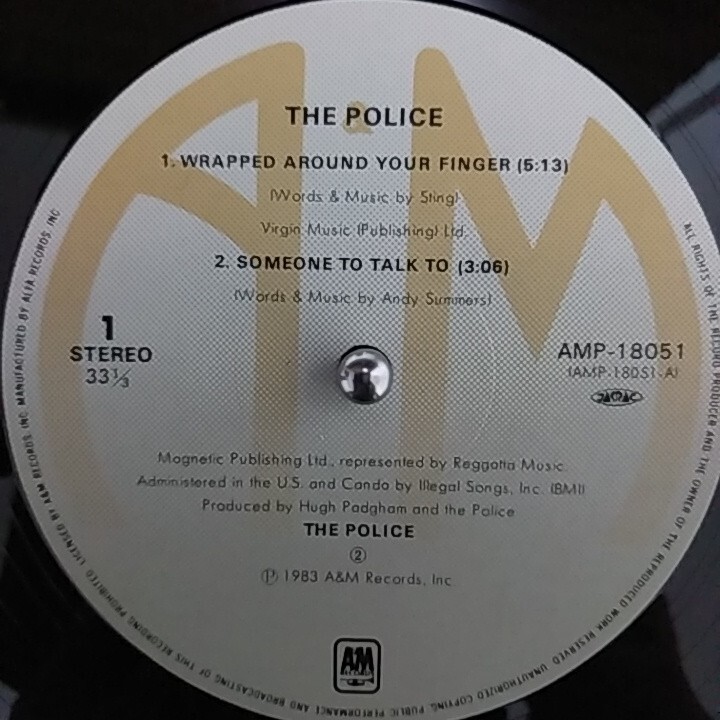 THE POLICE
1. WRAPPED AROUND YOUR FINGER (5:13)
(Words & Music by Sting)
Virgin Music (Publishing) Ltd.
2. SOMEONE TO TALK TO (3:06)
(Words & Music by Andy Summers)
1
STEREO
33⅓
AMP-18051
(AMP-18051-A)
Magnetic Publishing Ltd., represented by Reggatta Music.
Administered in the U.S. and Canda by Illegal Songs, Inc. (BMI)
Produced by Hugh Padgham and the Police
THE POLICE
②
Ⓟ 1983 A&M Records, Inc
A&M
ALL RIGHTS OF THE RECORD PRODUCER AND THE OWNER OF THE REPRODUCED WORK RESERVED. UNAUTHORIZED COPYING, PUBLIC PERFORMANCE AND BROADCASTING OF THIS RECORDING PROHIBITED. LICENSED BY A&M RECORDS, INC. MANUFACTURED BY ALFA RECORDS, INC